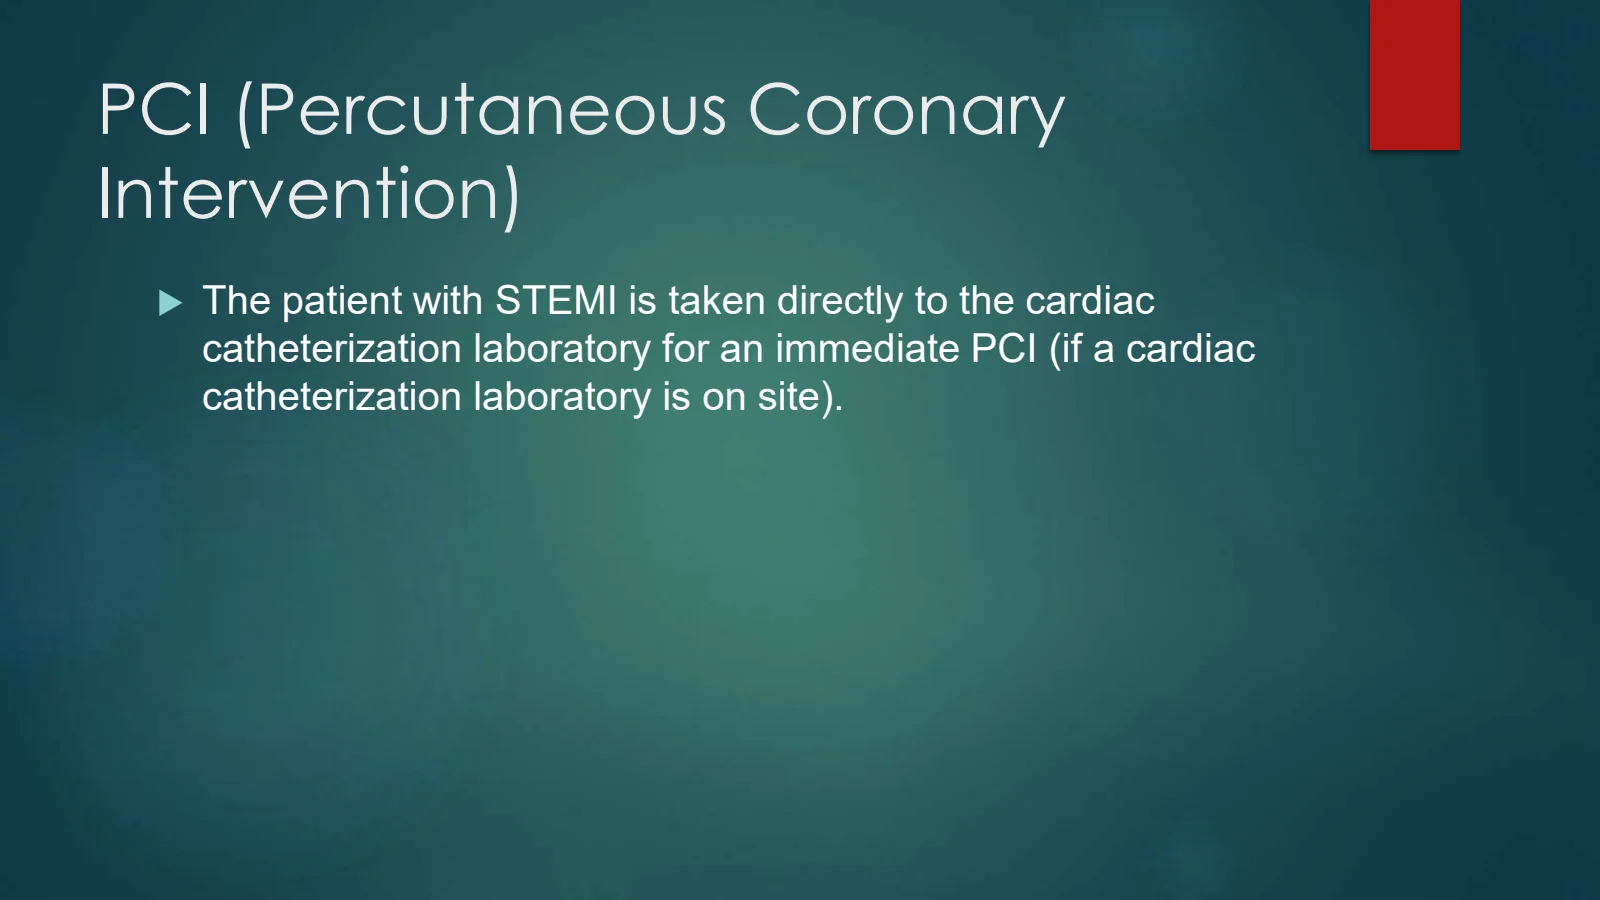 PCI (Percutaneous Coronary
Intervention)
The patient with STEMI is taken directly to the cardiac
catheterization laboratory for an immediate PCI (if a cardiac
catheterization laboratory is on site).